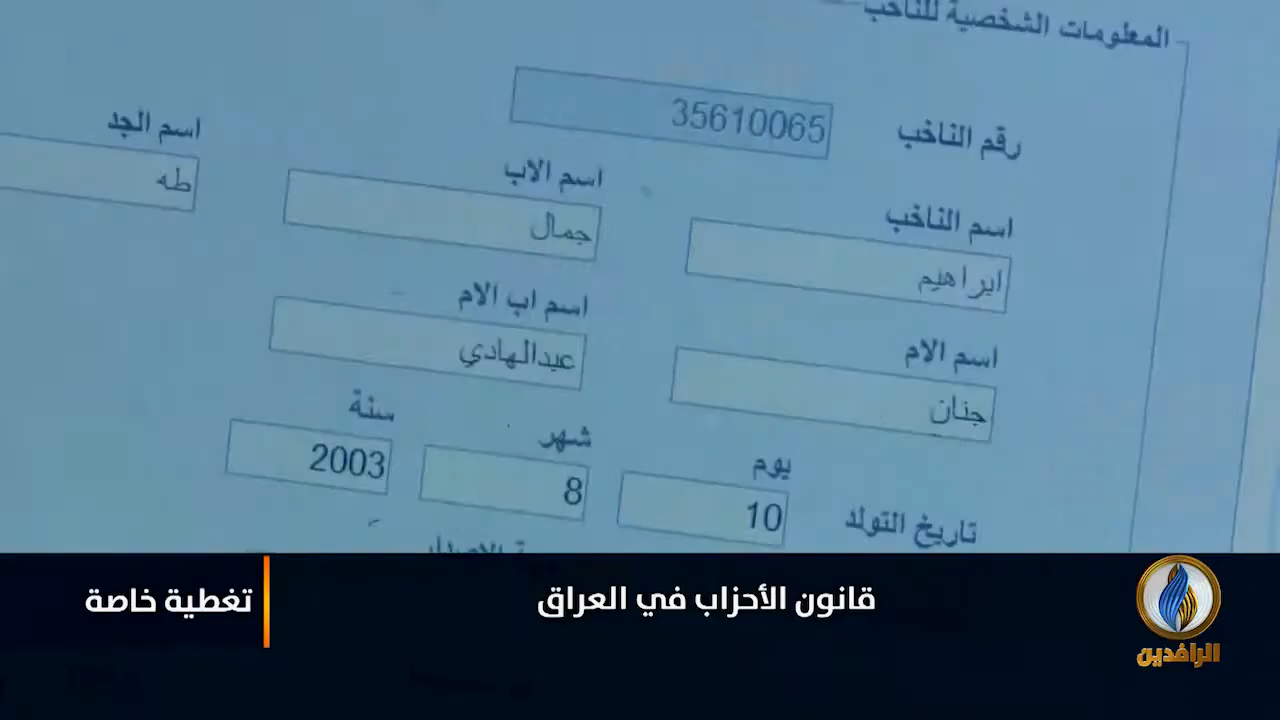 المعلومات الشخصية للناخب
رقم الناخب
35610065
اسم الناخب
ابراهيم
اسم الاب
جمال
اسم الجد
طه
اسم الام
جنان
اسم اب الام
عبدالهادي
تاريخ التولد
يوم
10
شهر
8
سنة
2003
قانون الأحزاب في العراق
تغطية خاصة
الرافدين